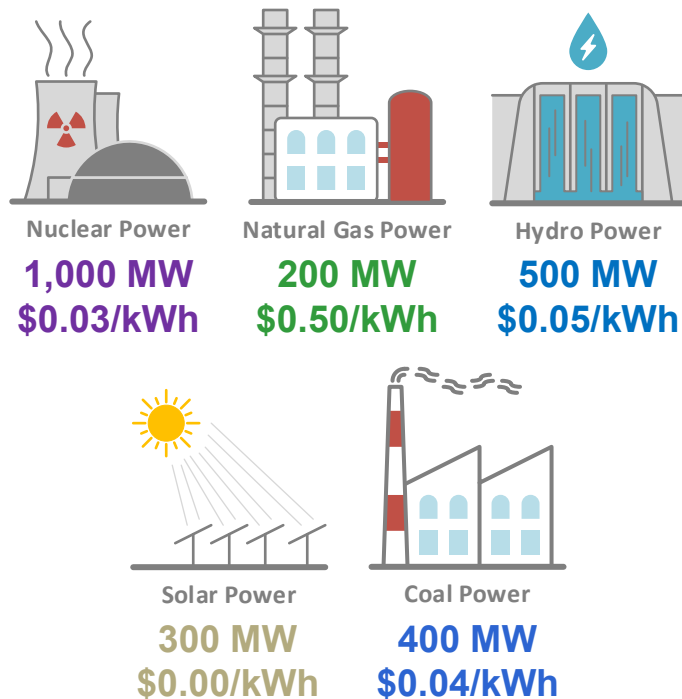 Nuclear Power
1,000 MW
$0.03/kWh
Natural Gas Power
200 MW
$0.50/kWh
Hydro Power
500 MW
$0.05/kWh
Solar Power
300 MW
$0.00/kWh
Coal Power
400 MW
$0.04/kWh